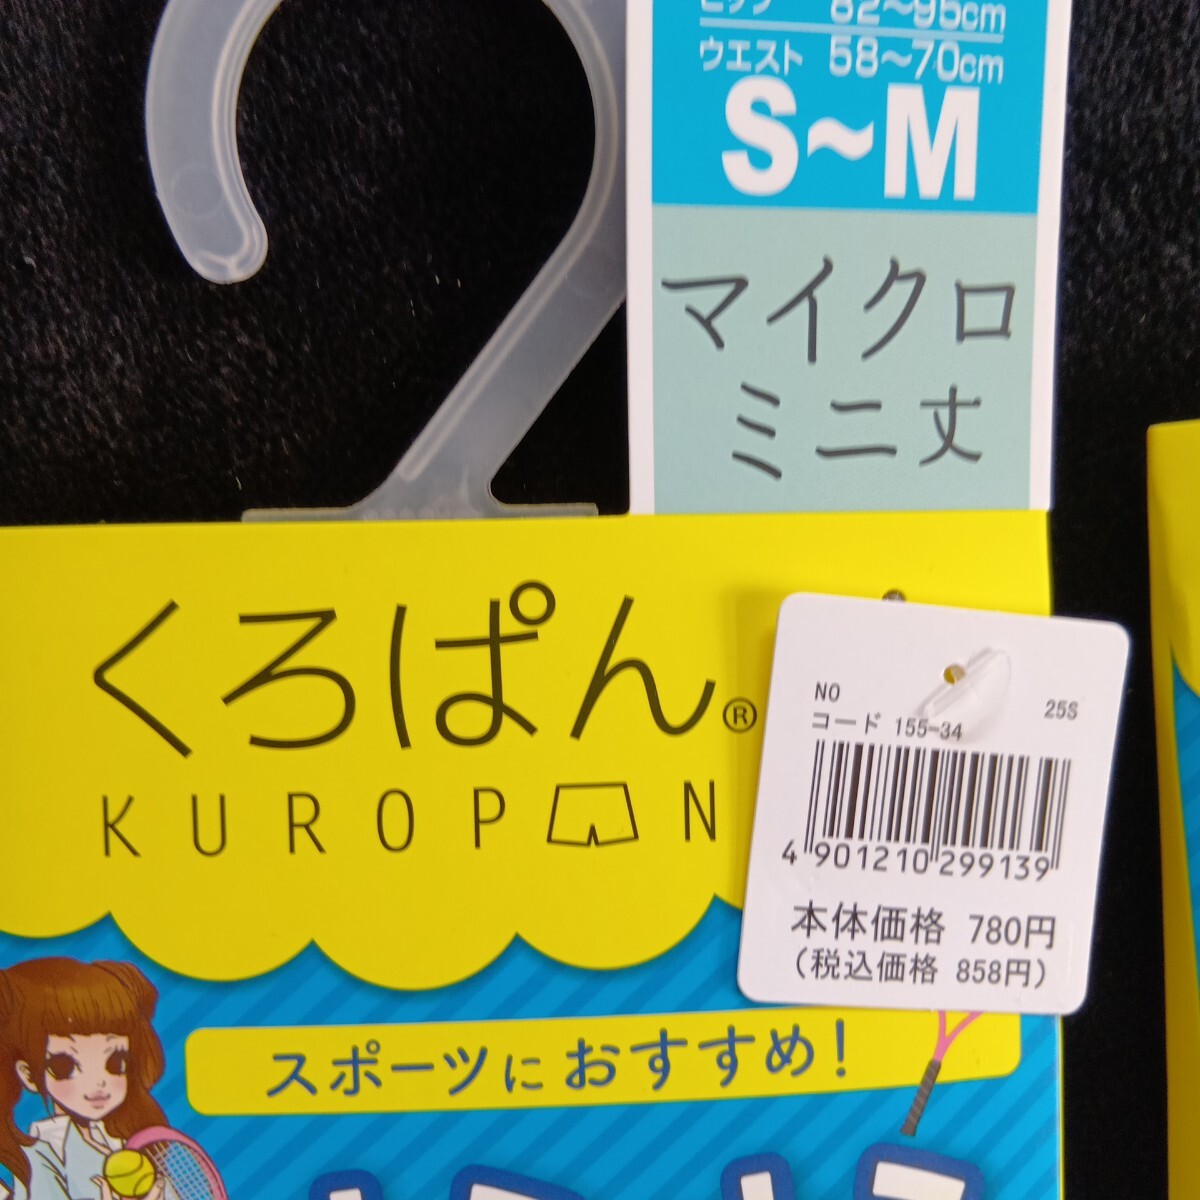 ヒップ 82～95cm
ウエスト 58～70cm
S～M
マイクロ
ミニ丈
くろぱん®
KUROPAN
NO
25S
コード 155-34
4 901210 299139
本体価格 780円
（税込価格 858円）
スポーツにおすすめ！